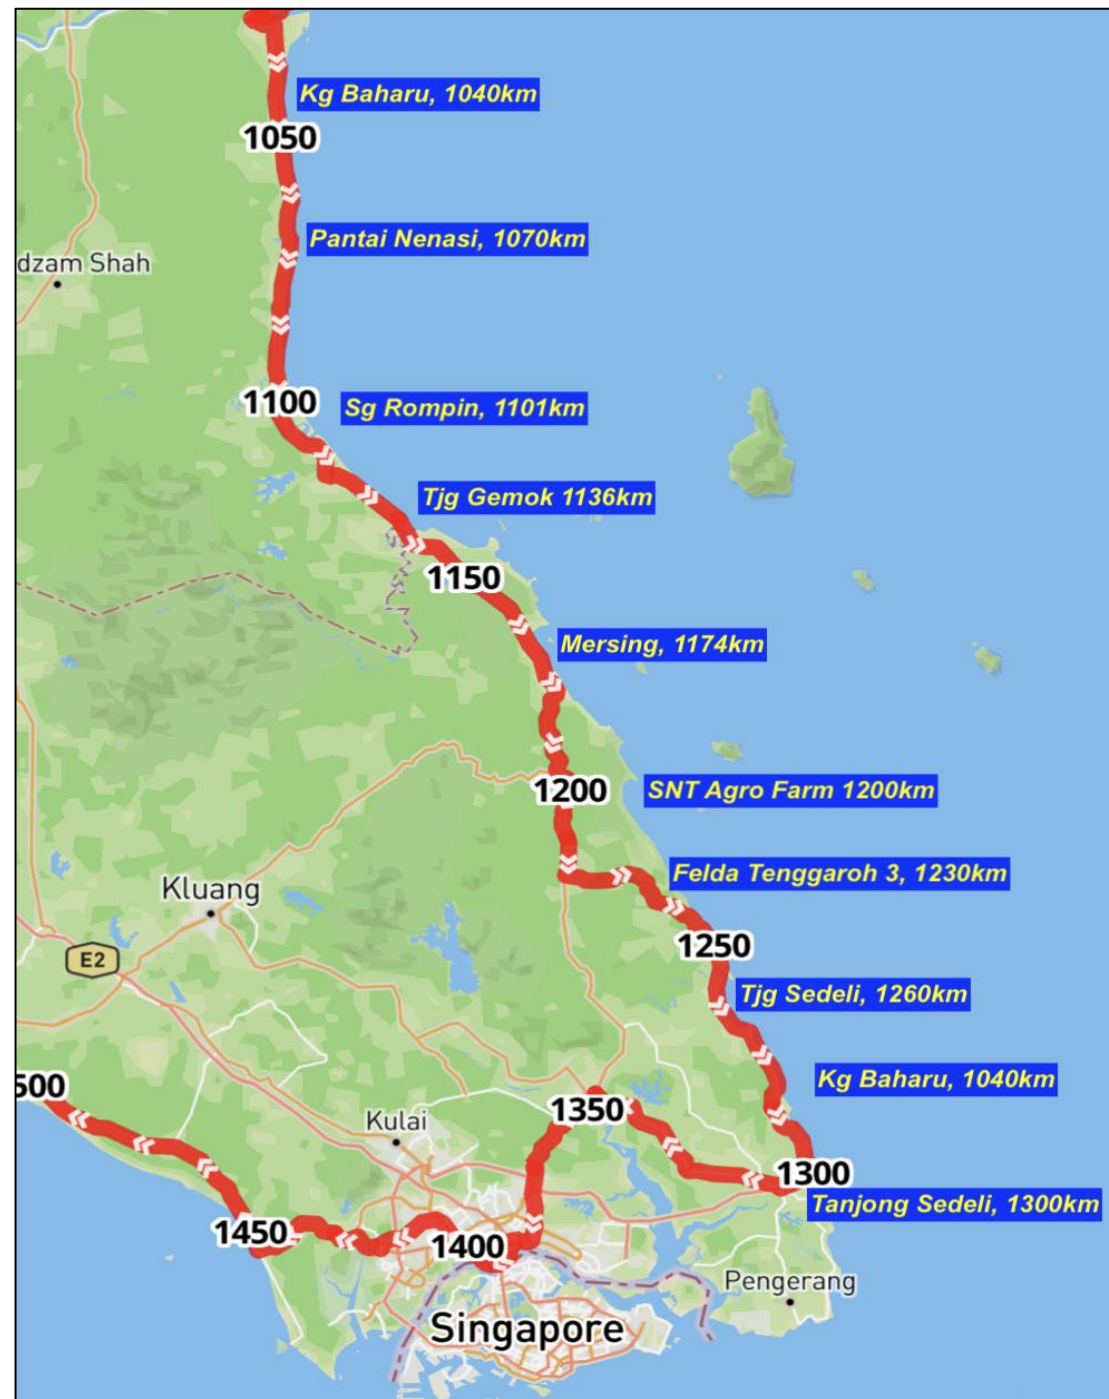 Kg Baharu, 1040km
1050
Pantai Nenasi, 1070km
dzam Shah
1100
Sg Rompin, 1101km
Tjg Gemok 1136km
1150
Mersing, 1174km
1200
SNT Agro Farm 1200km
Felda Tenggaroh 3, 1230km
Kluang
1250
E2
Tjg Sedeli, 1260km
Kg Baharu, 1040km
500
1350
Kulai
1300
Tanjong Sedeli, 1300km
1450
1400
Pengerang
Singapore